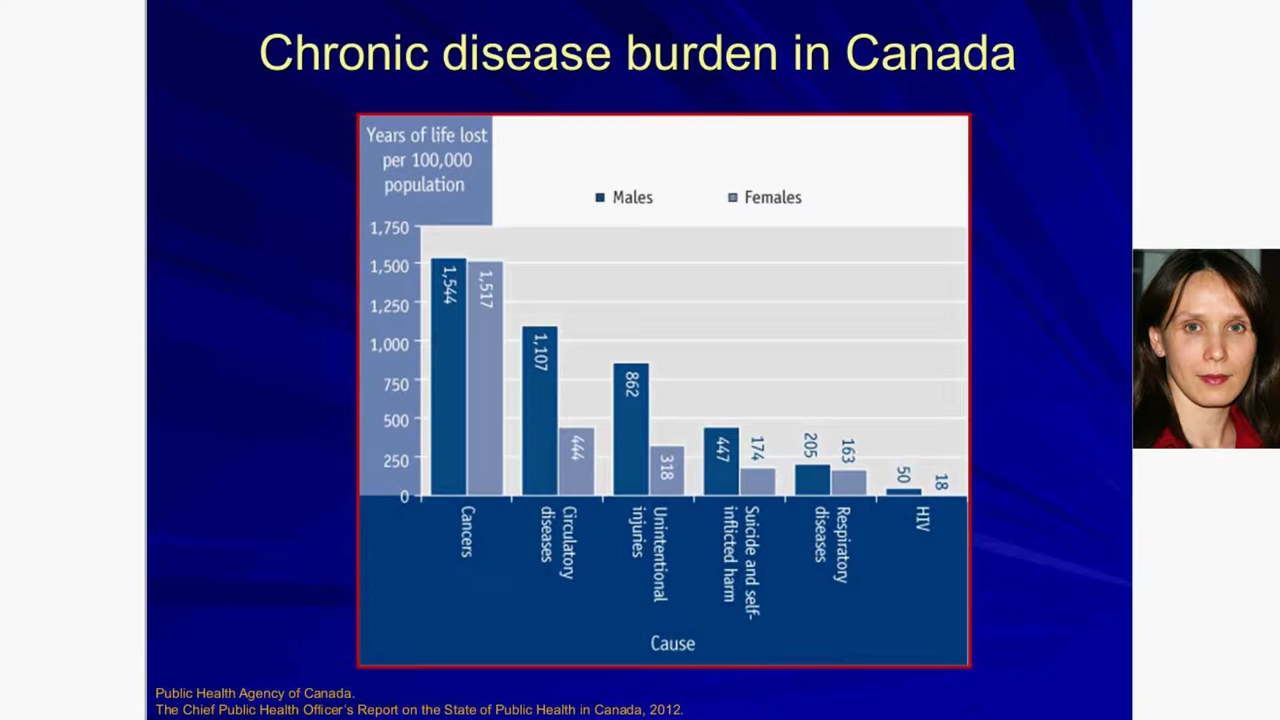 Chronic disease burden in Canada
Years of life lost
per 100,000
population
Males
Females
1,750
1,500
1,250
1,000
750
500
250
0
1,544
1,517
1,107
444
862
318
447
174
205
163
50
18
Cancers
Circulatory
diseases
Unintentional
injuries
Suicide and self-
inflicted harm
Respiratory
diseases
HIV
Cause
Public Health Agency of Canada.
The Chief Public Health Officer's Report on the State of Public Health in Canada, 2012.